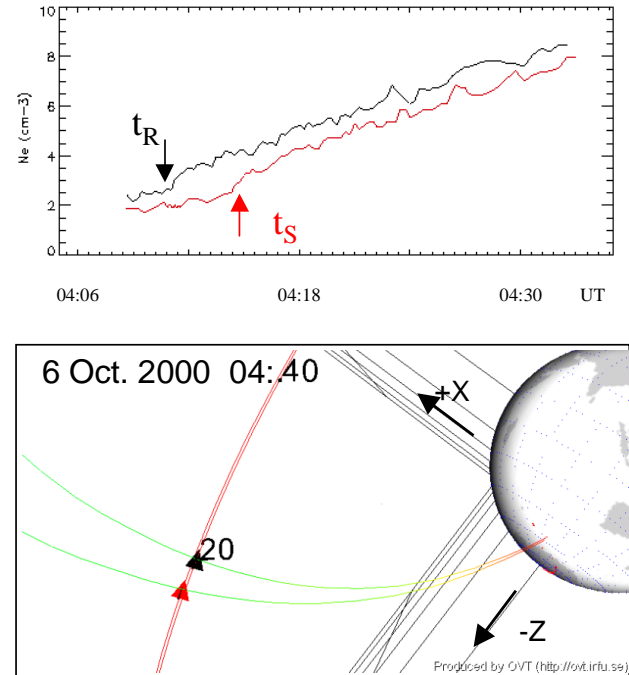 10
8
6
4
2
0
Ne (cm-3)
tR
tS
04:06 04:18 04:30 UT
6 Oct. 2000 04:.40
+X
20
-Z
Produced by OVT (http://ovt.irfu.se)